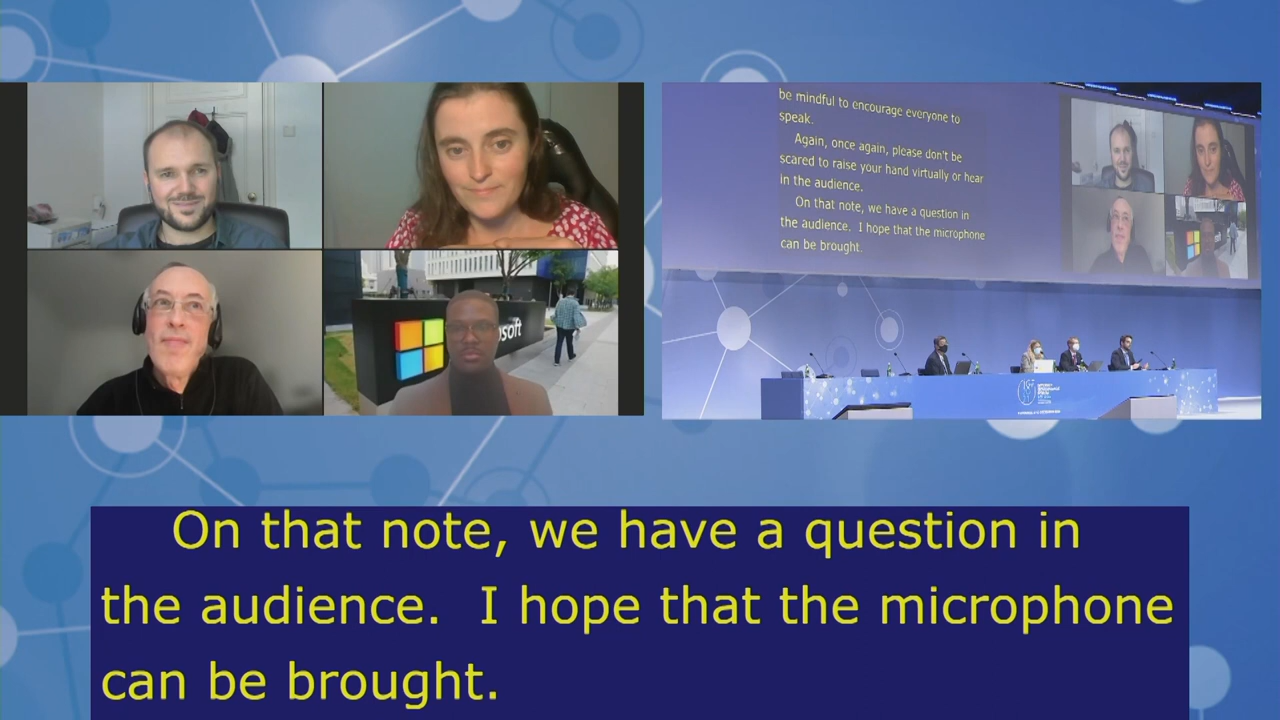 be mindful to encourage everyone to
speak.
Again, once again, please don't be
scared to raise your hand virtually or hear
in the audience.
On that note, we have a question in
the audience. I hope that the microphone
can be brought.
soft
On that note, we have a question in
the audience. I hope that the microphone
can be brought.